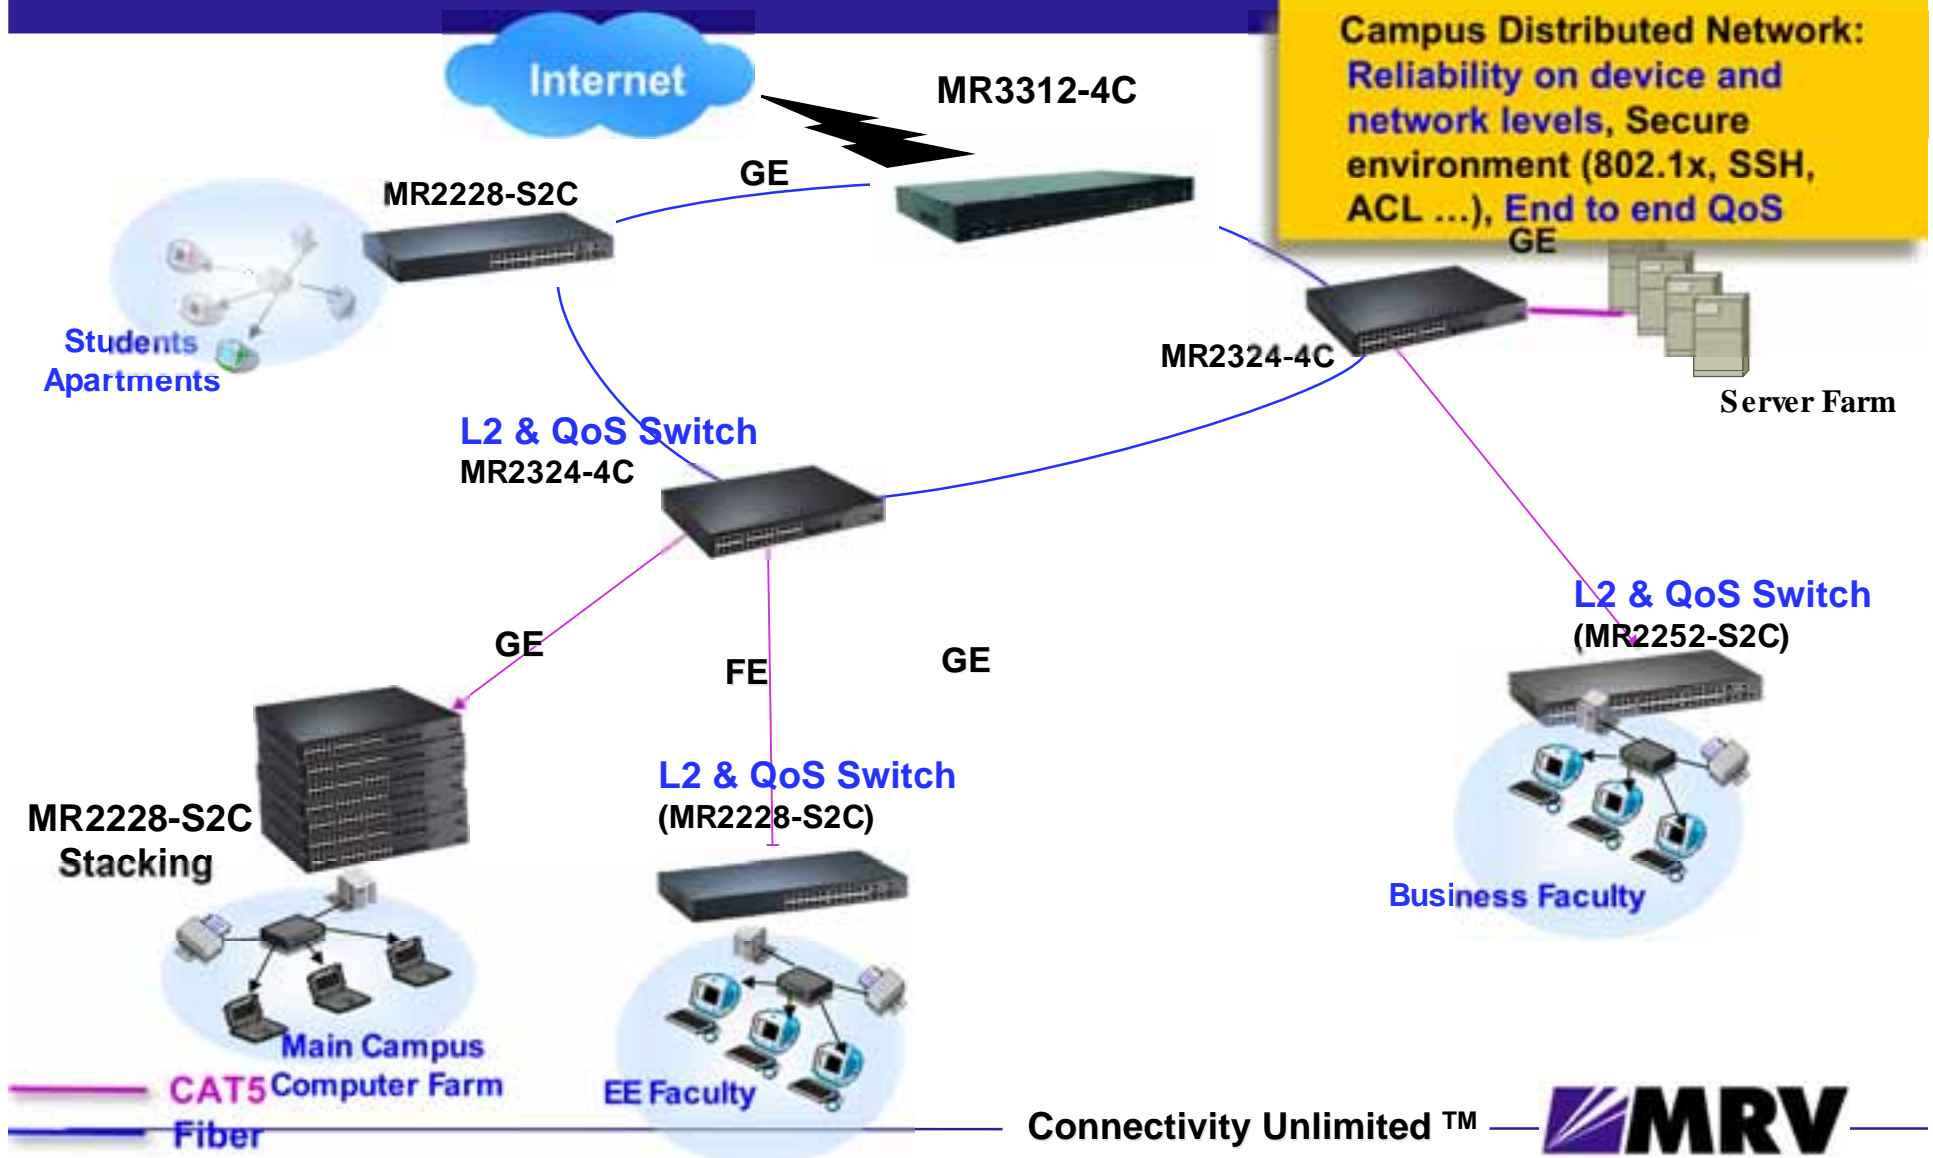 Internet
MR3312-4C
Campus Distributed Network:
Reliability on device and
network levels, Secure
environment (802.1x, SSH,
ACL ...), End to end QoS
GE
GE
MR2228-S2C
Students
Apartments
MR2324-4C
Server Farm
L2 & QoS Switch
MR2324-4C
L2 & QoS Switch
(MR2252-S2C)
GE
FE
GE
L2 & QoS Switch
(MR2228-S2C)
MR2228-S2C
Stacking
Business Faculty
Main Campus
Computer Farm
EE Faculty
CAT5
Fiber
Connectivity Unlimited TM
MRV